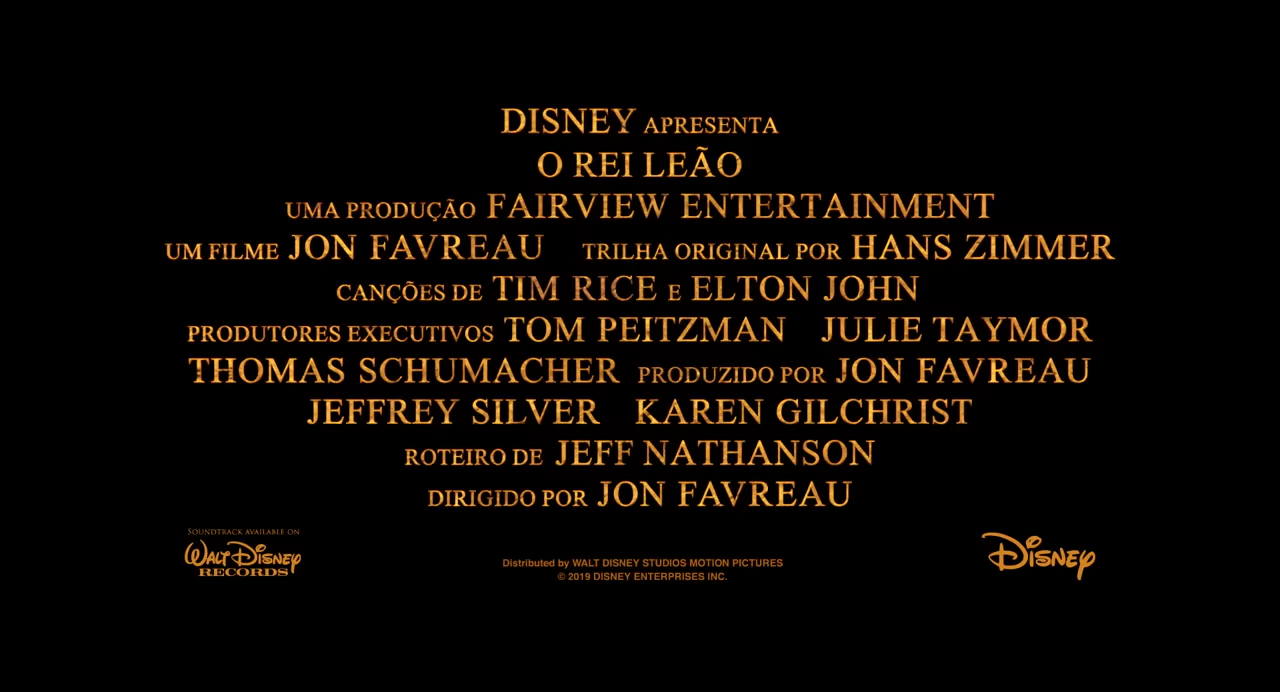 DISNEY APRESENTA
O REI LEÃO
UMA PRODUÇÃO FAIRVIEW ENTERTAINMENT
UM FILME JON FAVREAU TRILHA ORIGINAL POR HANS ZIMMER
CANÇÕES DE TIM RICE E ELTON JOHN
PRODUTORES EXECUTIVOS TOM PEITZMAN JULIE TAYMOR
THOMAS SCHUMACHER PRODUZIDO POR JON FAVREAU
JEFFREY SILVER KAREN GILCHRIST
ROTEIRO DE JEFF NATHANSON
DIRIGIDO POR JON FAVREAU
SOUNDTRACK AVAILABLE ON
WALT DISNEY
RECORDS
Distributed by WALT DISNEY STUDIOS MOTION PICTURES
© 2019 DISNEY ENTERPRISES INC.
DISNEY